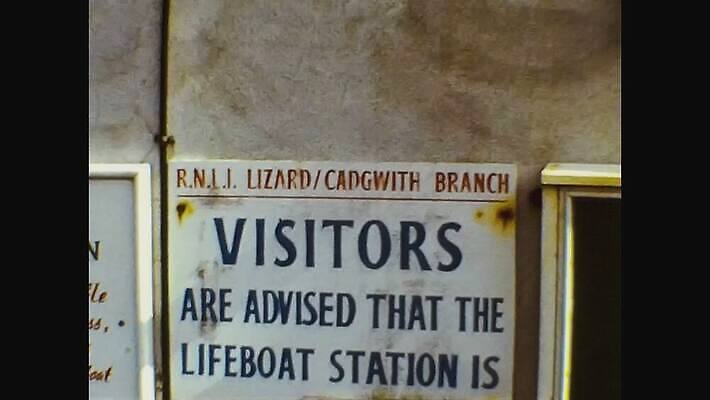 R.N.L.I. LIZARD/CADGWITH BRANCH
VISITORS
ARE ADVISED THAT THE
LIFEBOAT STATION IS